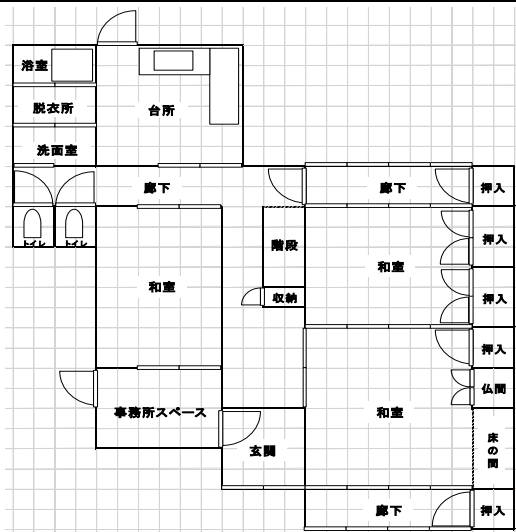 浴室
脱衣所
台所
洗面室
廊下
廊下
押入
トイレ
トイレ
階段
和室
押入
和室
収納
押入
押入
仏間
事務所スペース
和室
玄関
床の間
廊下
押入